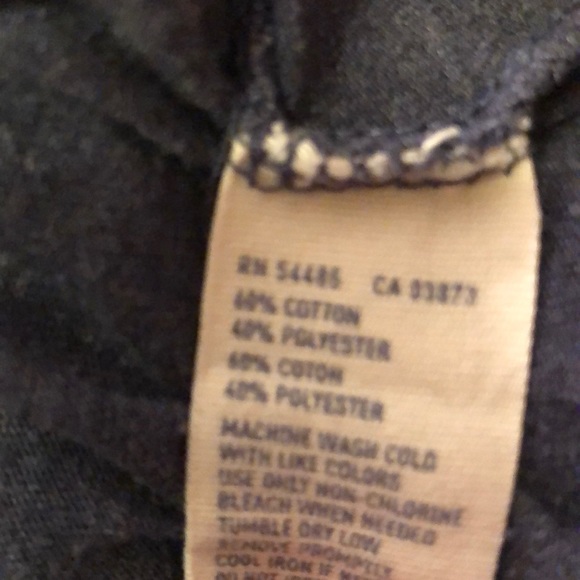 RN 54485 CA 03873
60% COTTON
40% POLYESTER
60% COTON
40% POLYESTER
MACHINE WASH COLD
WITH LIKE COLORS
USE ONLY NON-CHLORINE
BLEACH WHEN NEEDED
TUMBLE DRY LOW
REMOVE PROMPTLY
COOL IRON IF